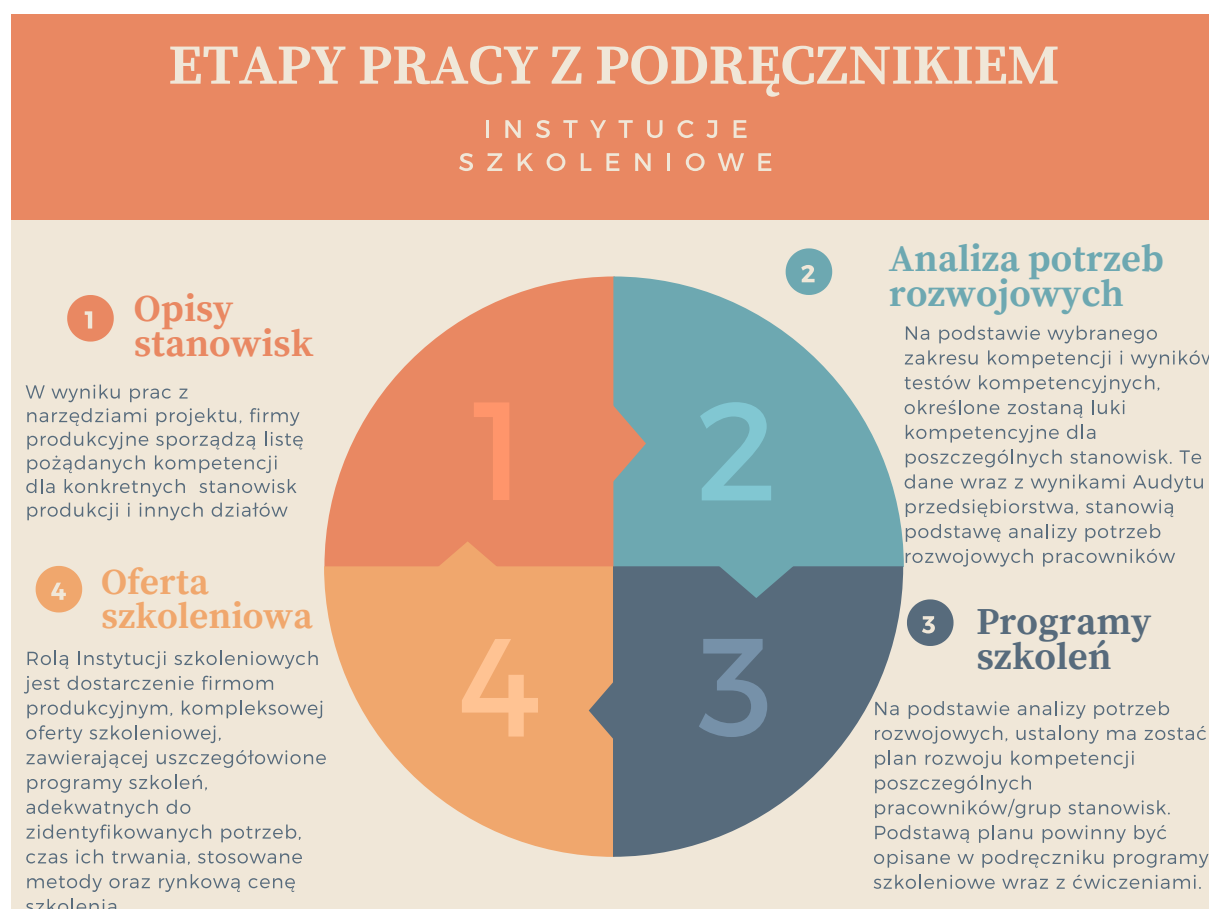 ETAPY PRACY Z PODRĘCZNIKIEM
INSTYTUCJE
SZKOLENIOWE
1
Opisy
stanowisk
W wyniku prac z
narzędziami projektu, firmy
produkcyjne sporządzą listę
pożądanych kompetencji
dla konkretnych stanowisk
produkcji i innych działów
2
Analiza potrzeb
rozwojowych
Na podstawie wybranego
zakresu kompetencji i wyników
testów kompetencyjnych,
określone zostaną luki
kompetencyjne dla
poszczególnych stanowisk. Te
dane wraz z wynikami Audytu
przedsiębiorstwa, stanowią
podstawę analizy potrzeb
rozwojowych pracowników
1
2
4
3
3
Programy
szkoleń
Na podstawie analizy potrzeb
rozwojowych, ustalony ma zostać
plan rozwoju kompetencji
poszczególnych
pracowników/grup stanowisk.
Podstawą planu powinny być
opisane w podręczniku programy
szkoleniowe wraz z ćwiczeniami.
4
Oferta
szkoleniowa
Rolą Instytucji szkoleniowych
jest dostarczenie firmom
produkcyjnym, kompleksowej
oferty szkoleniowej,
zawierającej uszczegółowione
programy szkoleń,
adekwatnych do
zidentyfikowanych potrzeb,
czas ich trwania, stosowane
metody oraz rynkową cenę
szkolenia